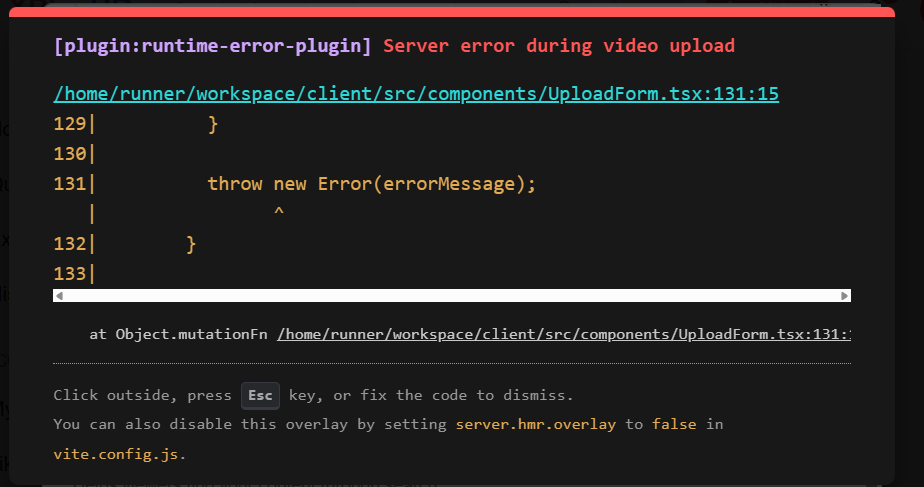 [plugin:runtime-error-plugin] Server error during video upload
/home/runner/workspace/client/src/components/UploadForm.tsx:131:15
129|          }
130|
131|          throw new Error(errorMessage);
   |                ^
132|        }
133|
at Object.mutationFn /home/runner/workspace/client/src/components/UploadForm.tsx:131:
Click outside, press Esc key, or fix the code to dismiss.
You can also disable this overlay by setting server.hmr.overlay to false in
vite.config.js.